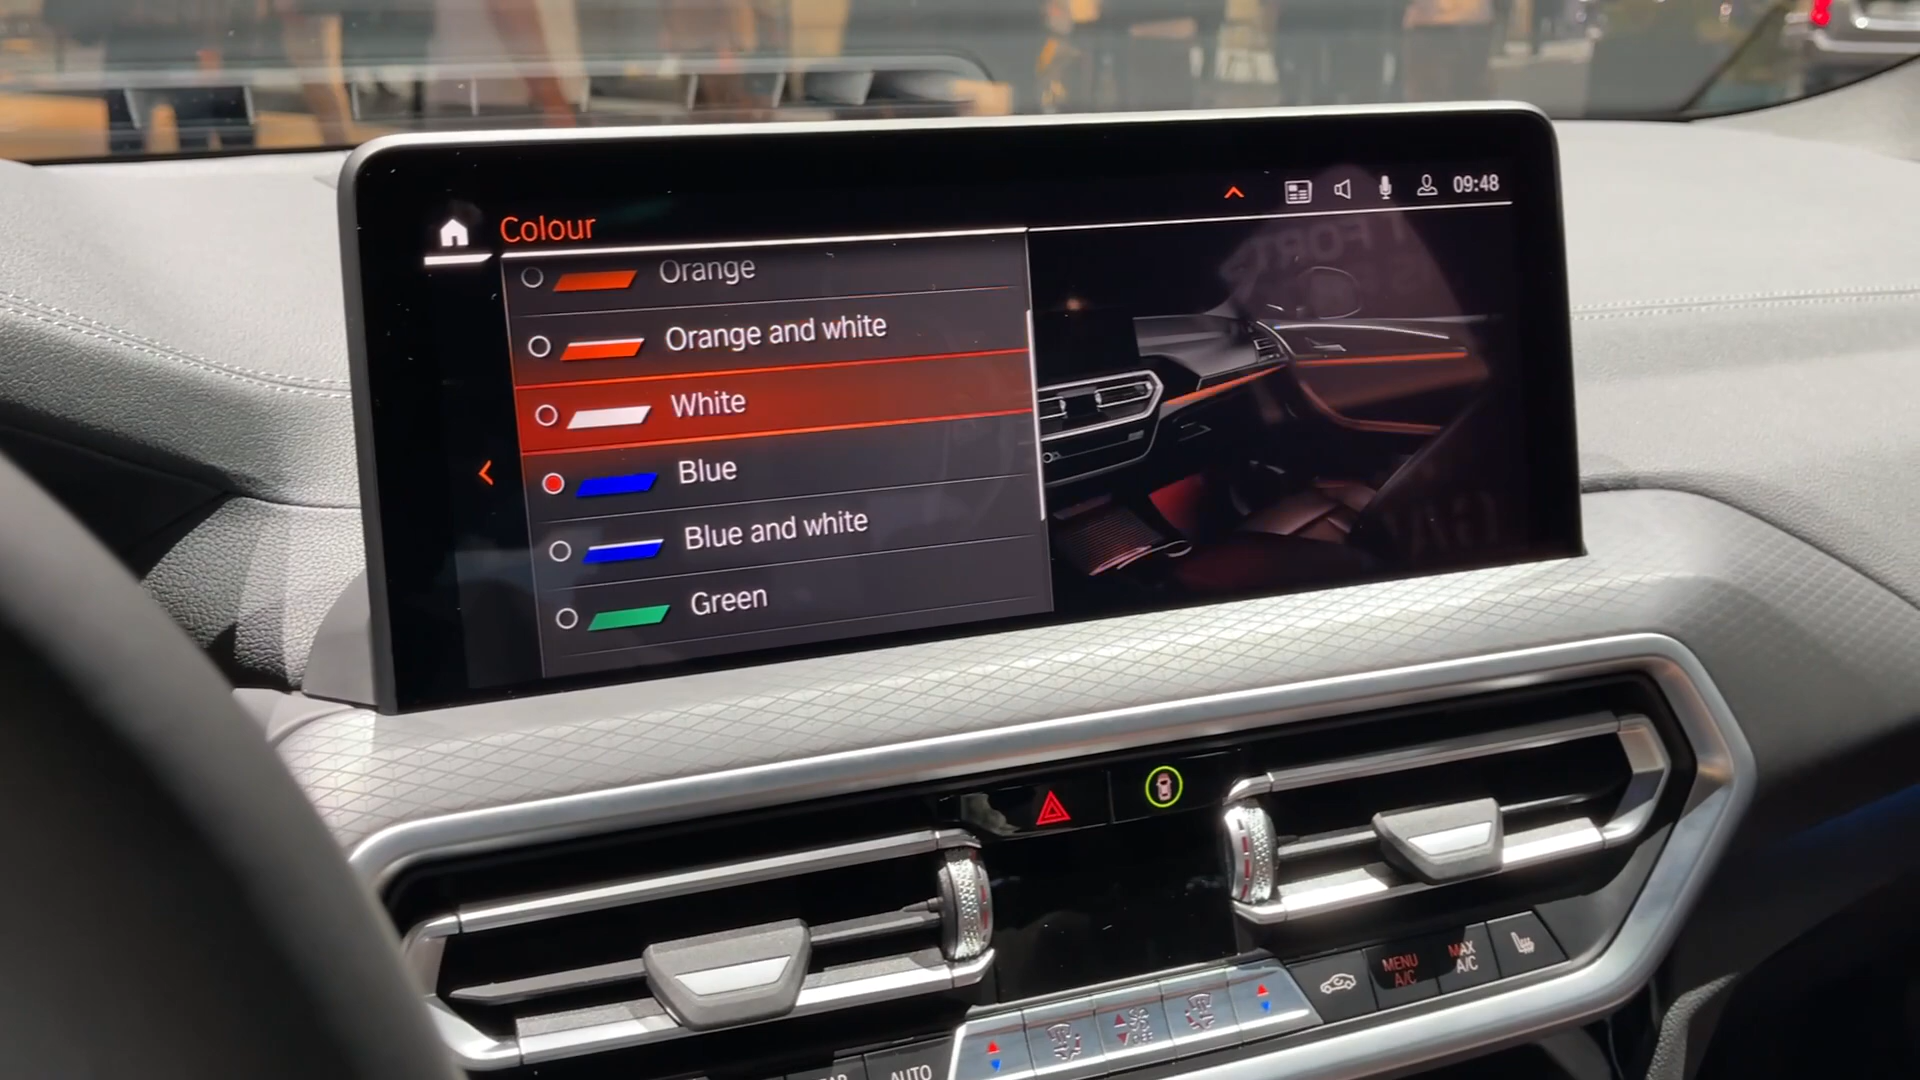 Colour
09:48
Orange
Orange and white
White
Blue
Blue and white
Green
MENU
A/C
MAX
A/C
AUTO